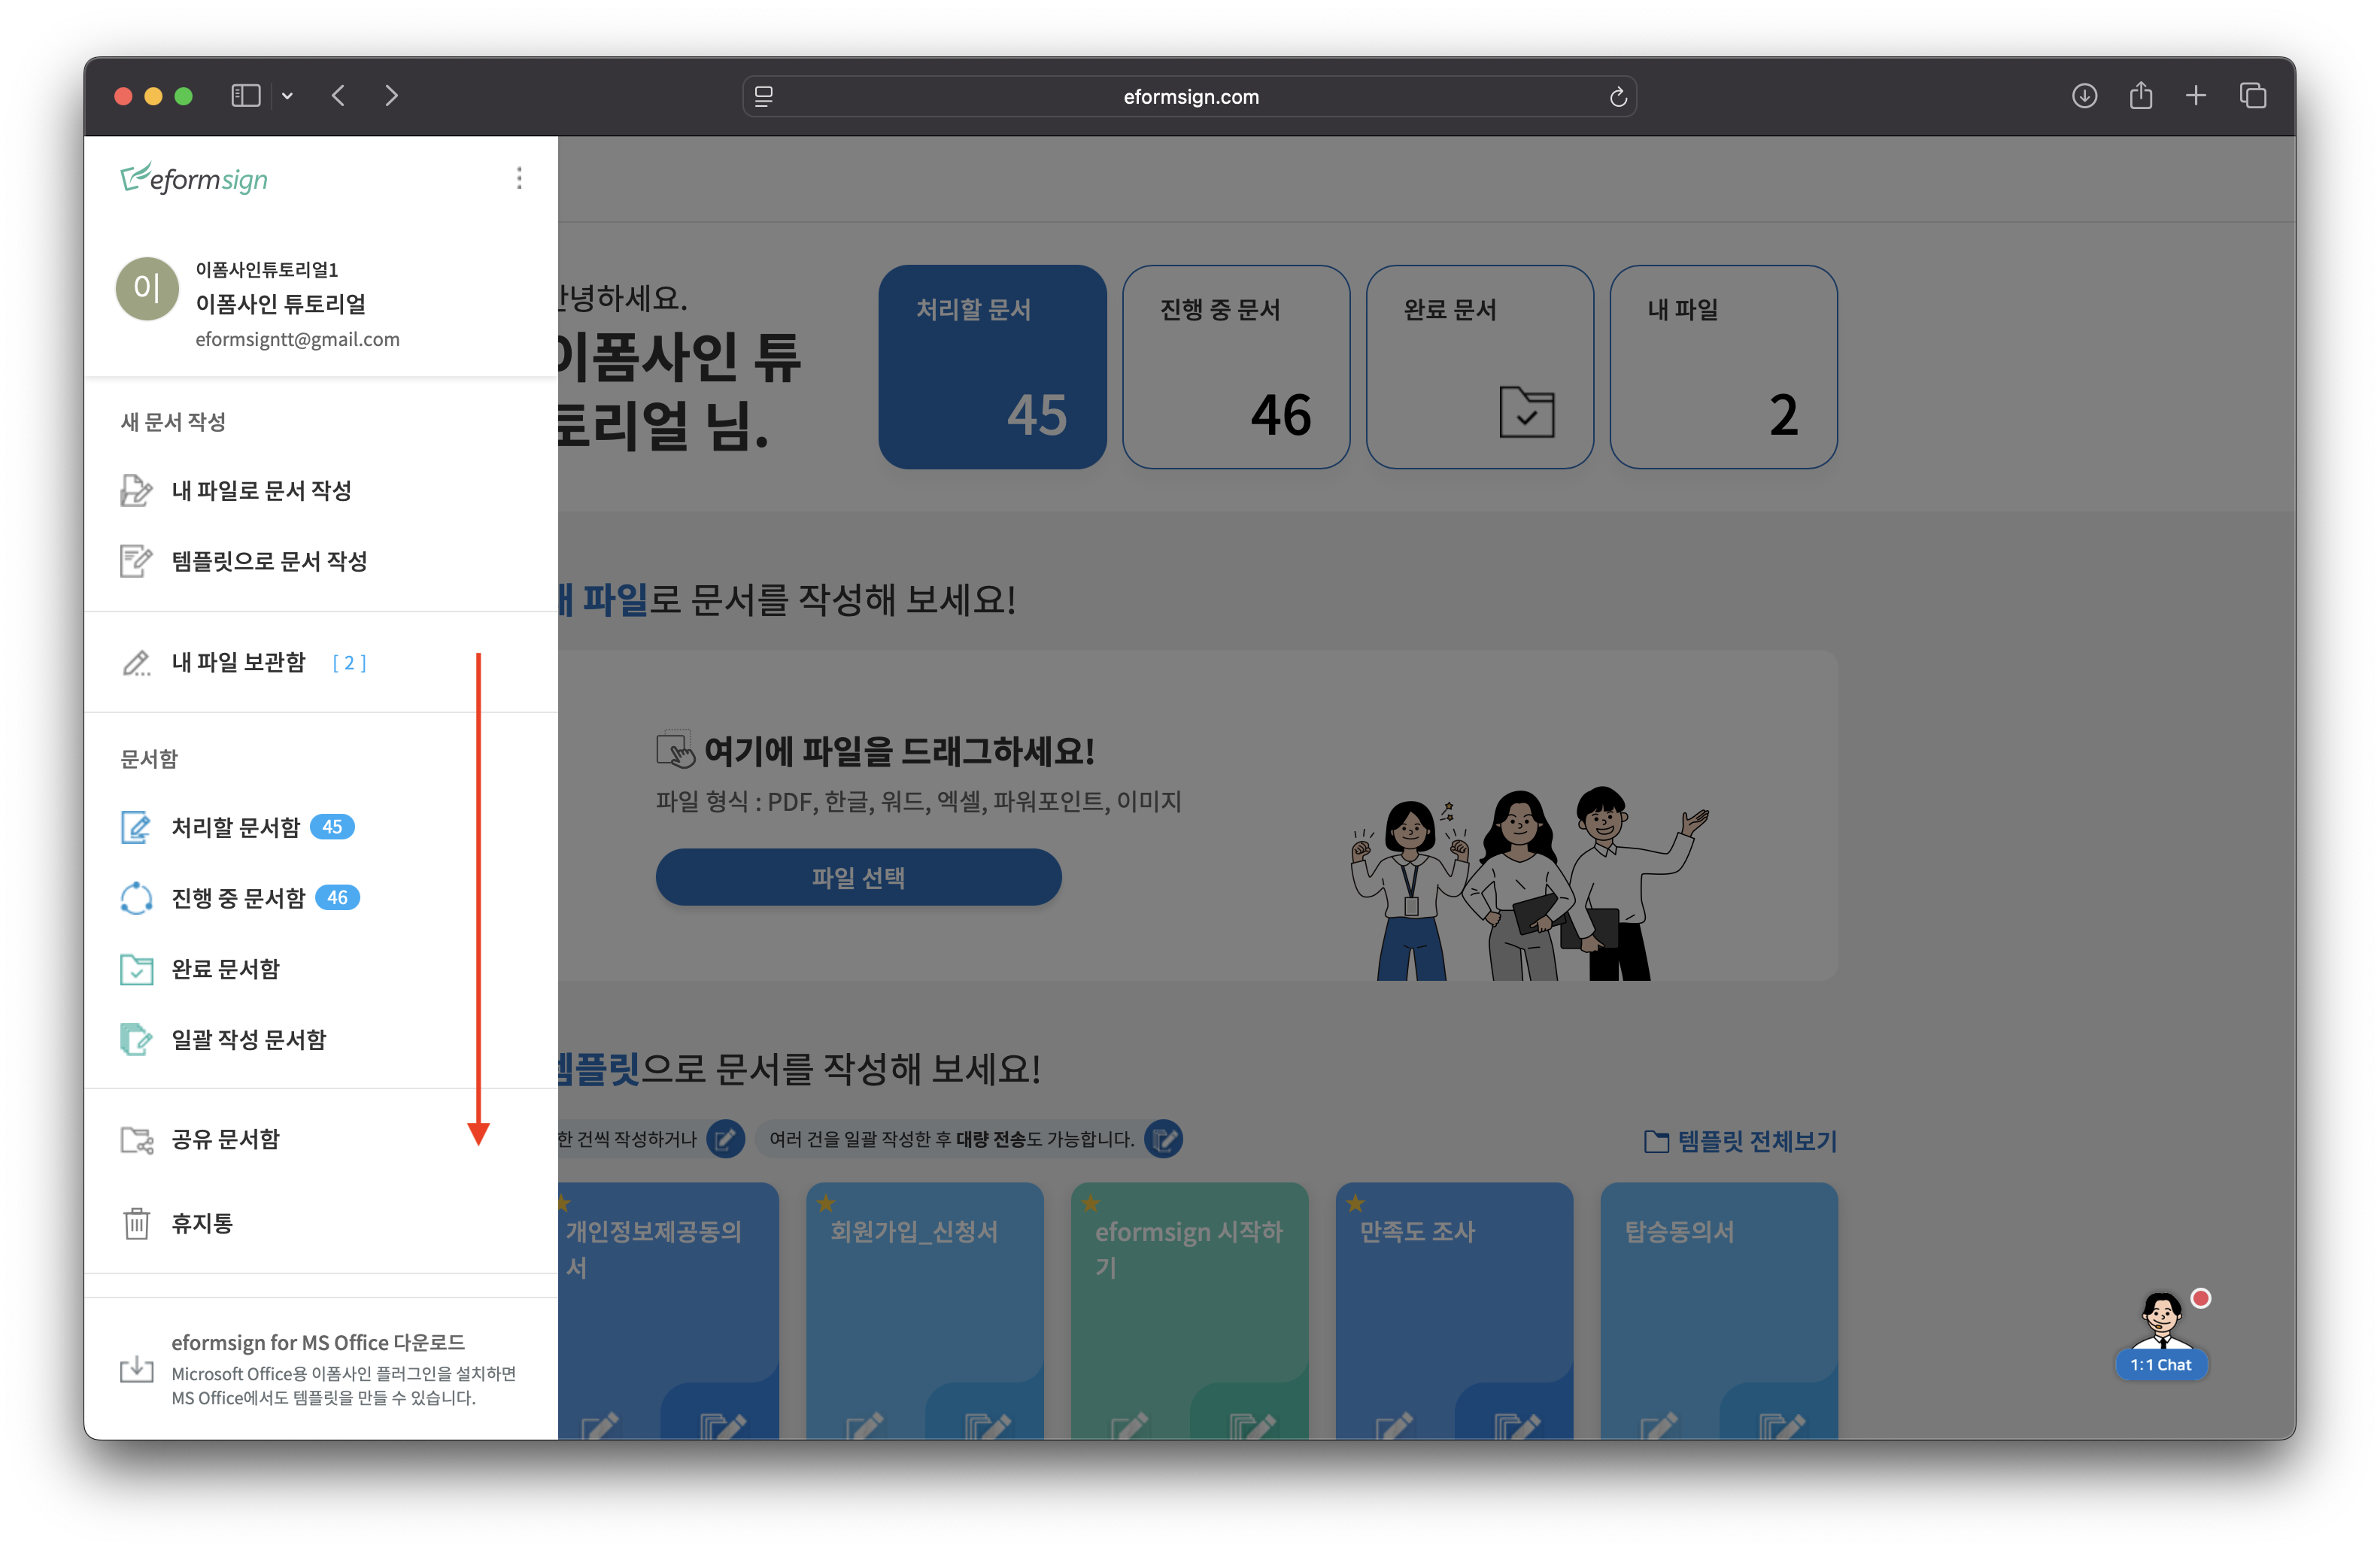 eformsign.com
eformsign
이
이폼사인튜토리얼1
이폼사인 튜토리얼
eformsigntt@gmail.com
새 문서 작성
내 파일로 문서 작성
템플릿으로 문서 작성
내 파일 보관함 [ 2 ]
문서함
처리할 문서함 45
진행 중 문서함 46
완료 문서함
일괄 작성 문서함
공유 문서함
휴지통
eformsign for MS Office 다운로드
Microsoft Office용 이폼사인 플러그인을 설치하면
MS Office에서도 템플릿을 만들 수 있습니다.
안녕하세요.
이폼사인 튜
토리얼 님.
처리할 문서
45
진행 중 문서
46
완료 문서
내 파일
2
내 파일로 문서를 작성해 보세요!
여기에 파일을 드래그하세요!
파일 형식 : PDF, 한글, 워드, 엑셀, 파워포인트, 이미지
파일 선택
템플릿으로 문서를 작성해 보세요!
한 건씩 작성하거나
여러 건을 일괄 작성한 후 대량 전송도 가능합니다.
템플릿 전체보기
개인정보제공동의
서
회원가입_신청서
eformsign 시작하
기
만족도 조사
탑승동의서
1:1 Chat